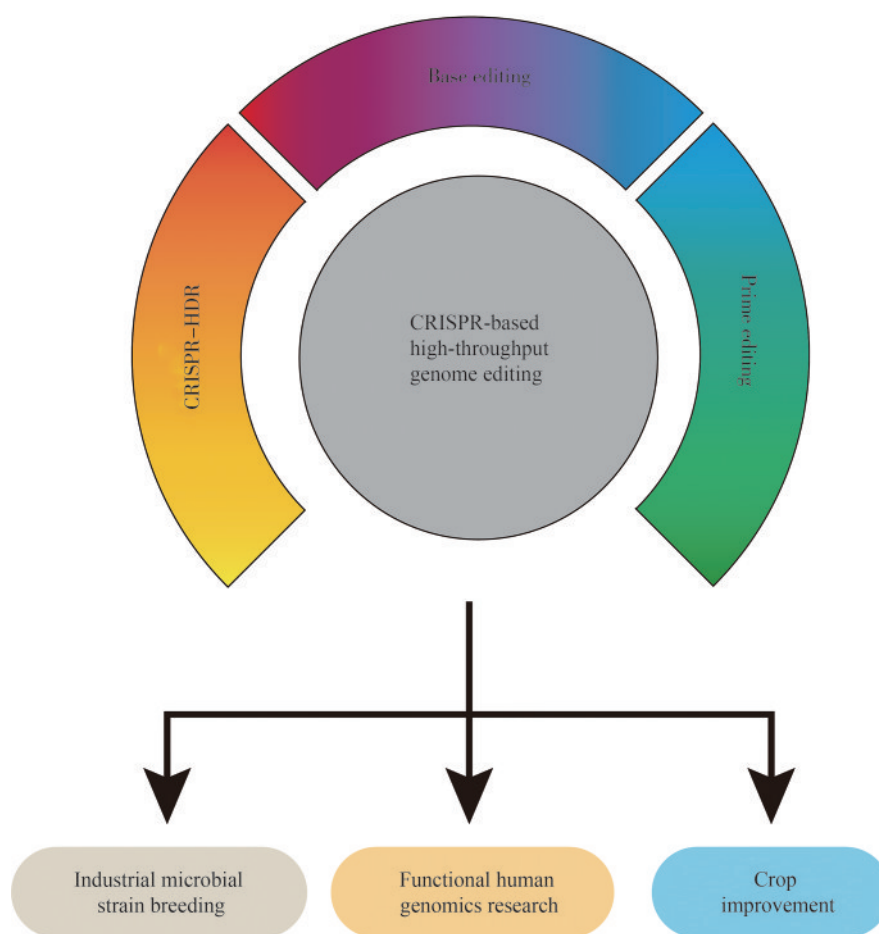 Base editing
CRISPR-HDR
Prime editing
CRISPR-based
high-throughput
genome editing
Industrial microbial
strain breeding
Functional human
genomics research
Crop
improvement